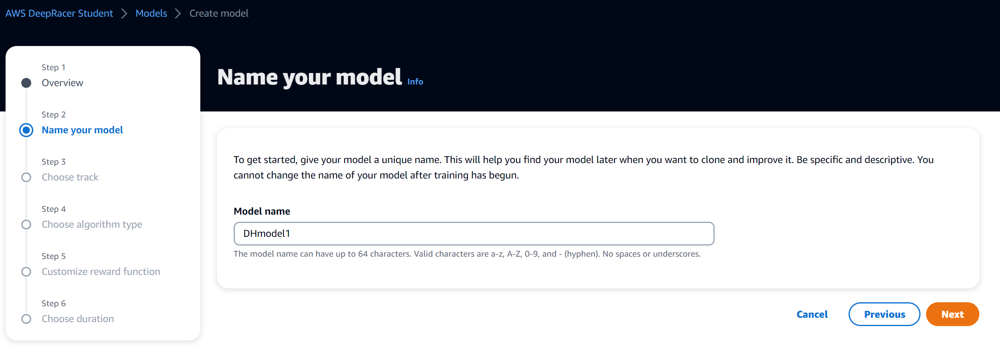 AWS DeepRacer Student > Models > Create model
Step 1
Overview
Step 2
Name your model
Step 3
Choose track
Step 4
Choose algorithm type
Step 5
Customize reward function
Step 6
Choose duration
Name your model Info
To get started, give your model a unique name. This will help you find your model later when you want to clone and improve it. Be specific and descriptive. You
cannot change the name of your model after training has begun.
Model name
DHmodel1
The model name can have up to 64 characters. Valid characters are a-z, A-Z, 0-9, and - (hyphen). No spaces or underscores.
Cancel Previous Next